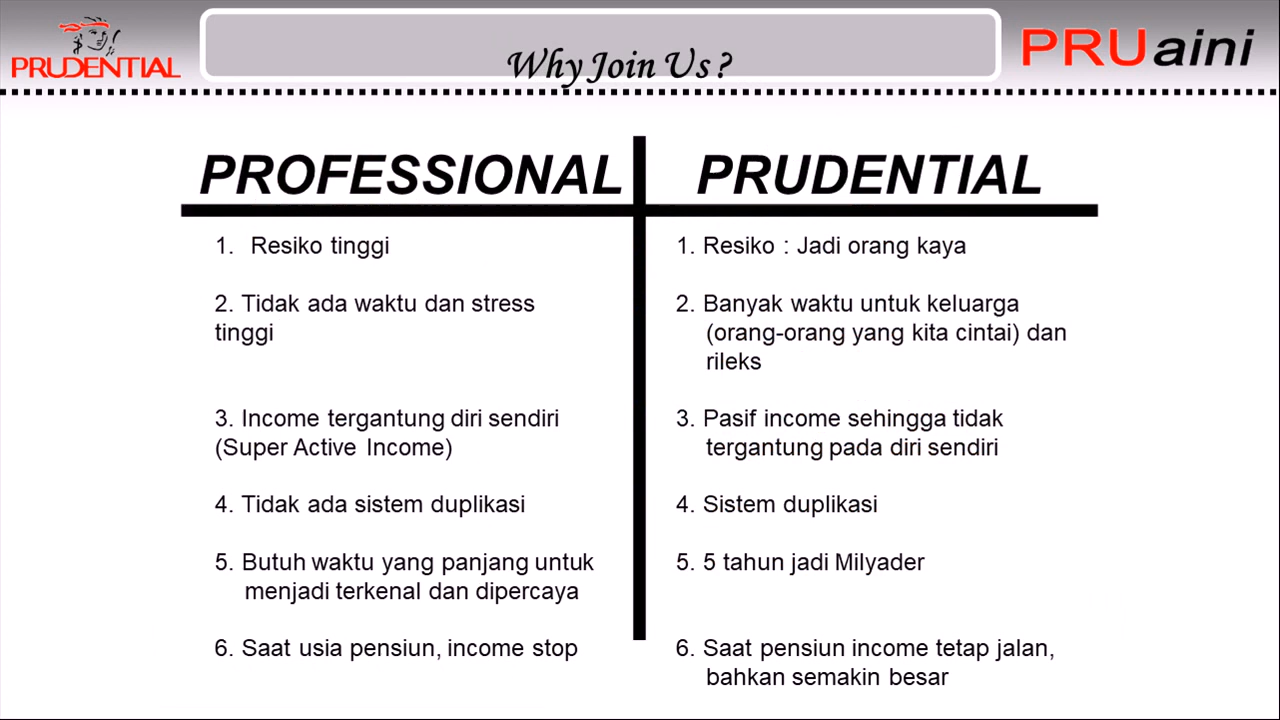 PRUDENTIAL
Why Join Us ?
PRUaini
PROFESSIONAL
1. Resiko tinggi
2. Tidak ada waktu dan stress
tinggi
3. Income tergantung diri sendiri
(Super Active Income)
4. Tidak ada sistem duplikasi
5. Butuh waktu yang panjang untuk
menjadi terkenal dan dipercaya
6. Saat usia pensiun, income stop
PRUDENTIAL
1. Resiko : Jadi orang kaya
2. Banyak waktu untuk keluarga
(orang-orang yang kita cintai) dan
rileks
3. Pasif income sehingga tidak
tergantung pada diri sendiri
4. Sistem duplikasi
5. 5 tahun jadi Milyader
6. Saat pensiun income tetap jalan,
bahkan semakin besar